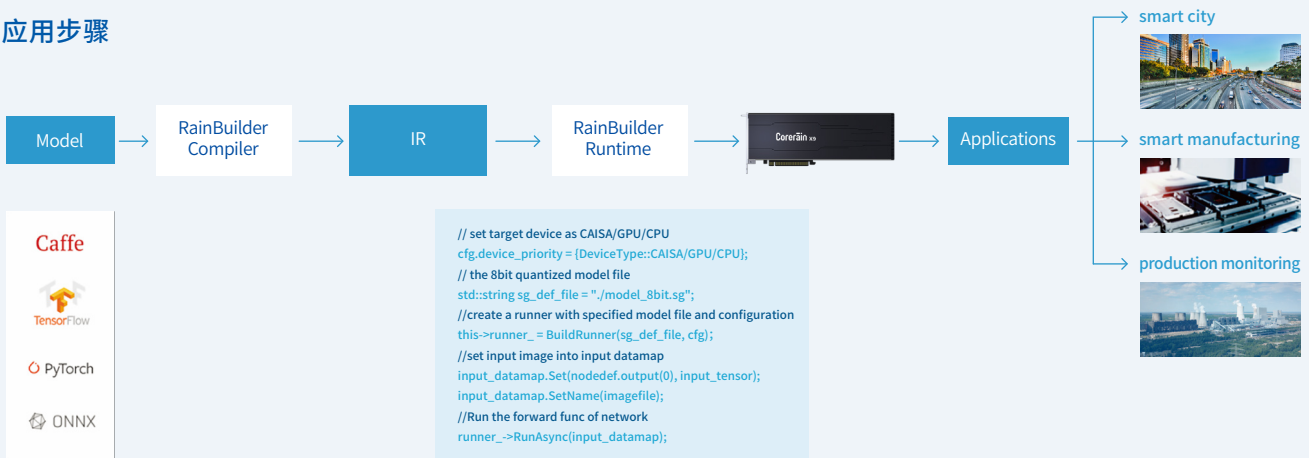 应用步骤
Model
RainBuilder
Compiler
IR
RainBuilder
Runtime
Corerain X9
Applications
smart city
smart manufacturing
production monitoring
Caffe
TensorFlow
PyTorch
ONNX
// set target device as CAISA/GPU/CPU
cfg.device_priority = {DeviceType::CAISA/GPU/CPU};
// the 8bit quantized model file
std::string sg_def_file = "./model_8bit.sg";
//create a runner with specified model file and configuration
this->runner_ = BuildRunner(sg_def_file, cfg);
//set input image into input datamap
input_datamap.Set(nodedef.output(0), input_tensor);
input_datamap.SetName(imagefile);
//Run the forward func of network
runner_->RunAsync(input_datamap);